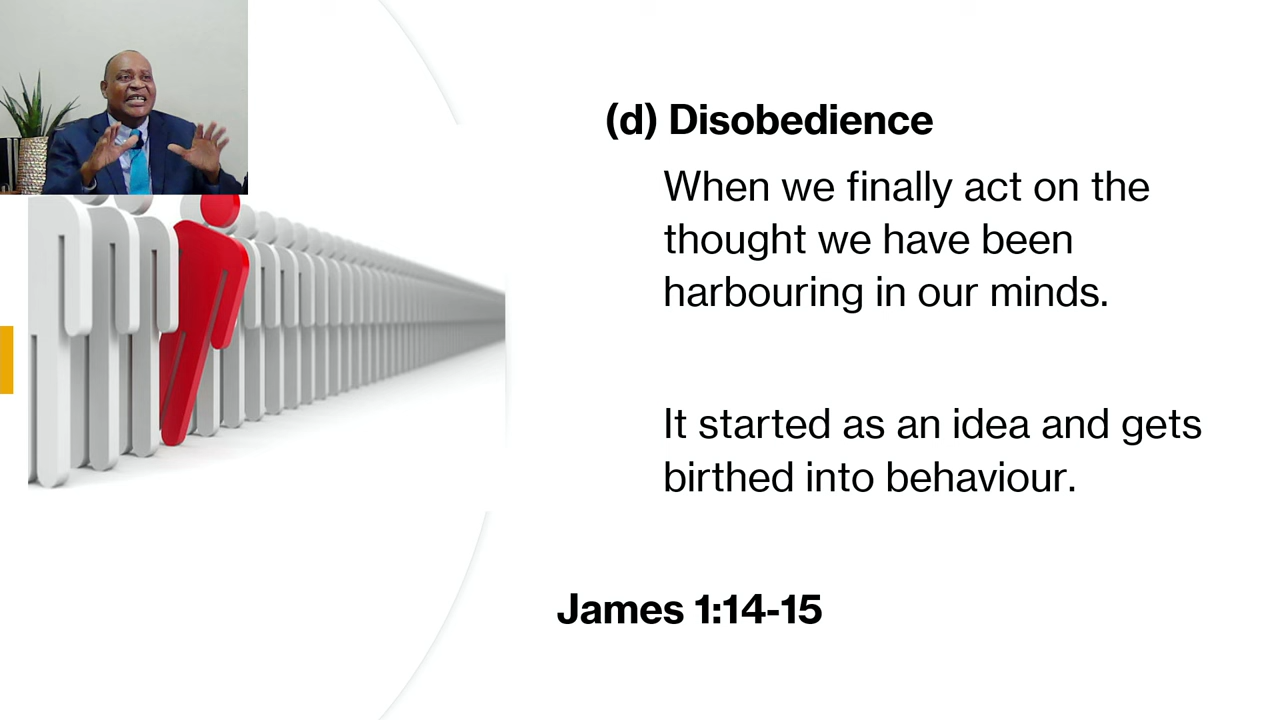 (d) Disobedience
When we finally act on the
thought we have been
harbouring in our minds.
It started as an idea and gets
birthed into behaviour.
James 1:14-15